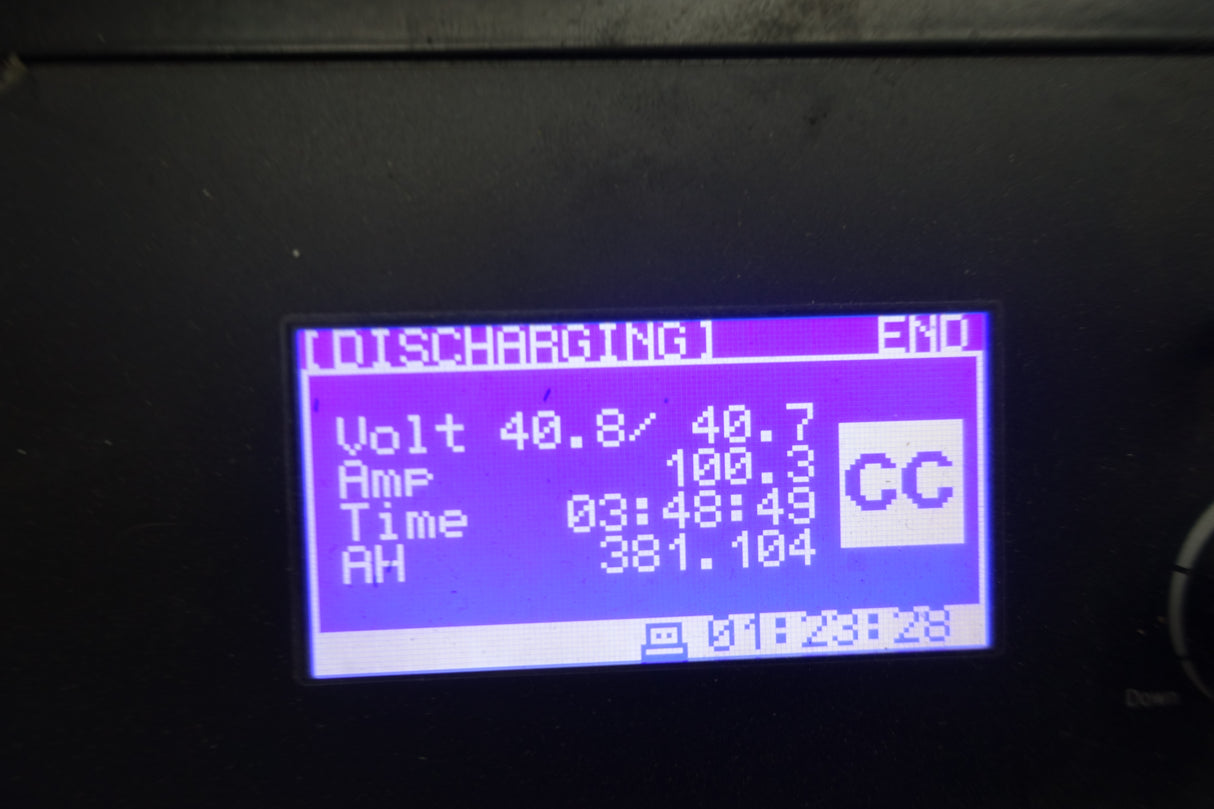 [DISCHARGING] END
Volt 40.8/ 40.7
Amp 100.3
CC
Time 03:48:49
AH 381.104
01:23:28
Down